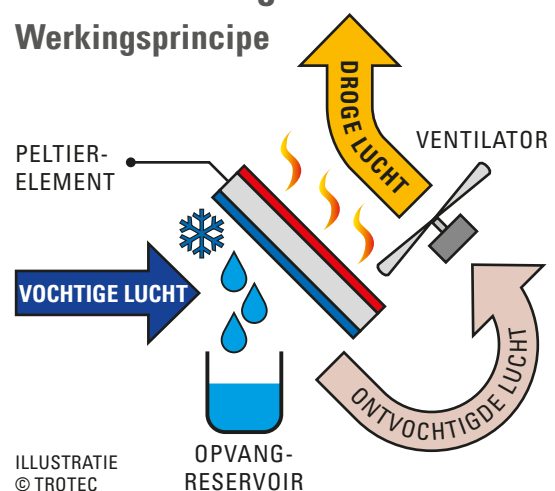 Werkingsprincipe
DROGE LUCHT
VENTILATOR
PELTIER-
ELEMENT
VOCHTIGE LUCHT
ONTVOCHTIGDE LUCHT
OPVANG-
RESERVOIR
ILLUSTRATIE
© TROTEC